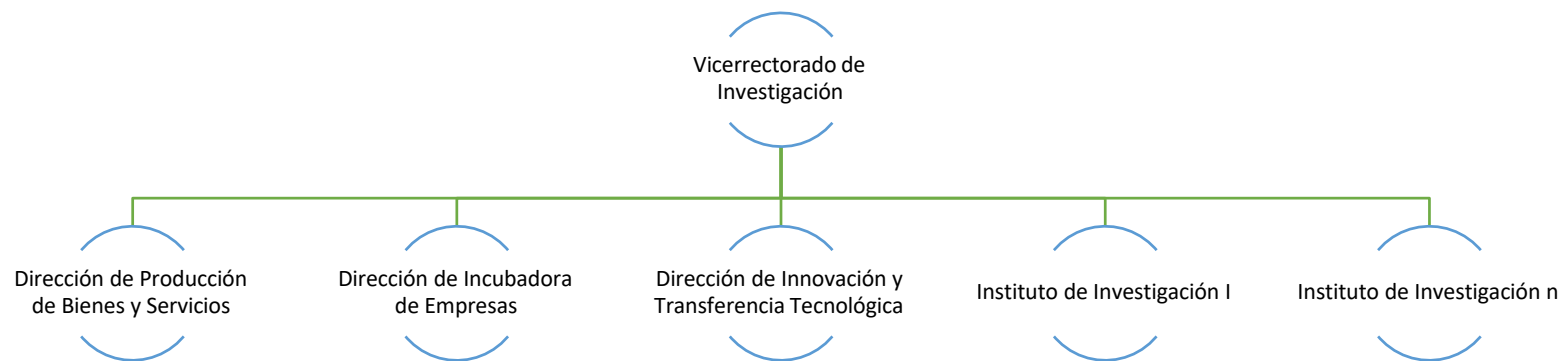 Vicerrectorado de
Investigación
Dirección de Producción
de Bienes y Servicios
Dirección de Incubadora
de Empresas
Dirección de Innovación y
Transferencia Tecnológica
Instituto de Investigación I
Instituto de Investigación n